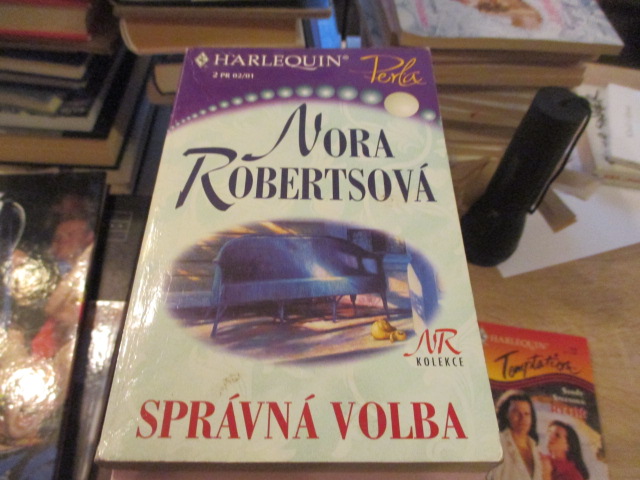 HARLEQUIN®
Perla
2 PR 02/01
NORA
ROBERTSOVÁ
NR
KOLEKCE
SPRÁVNÁ VOLBA
HARLEQUIN
Temptation